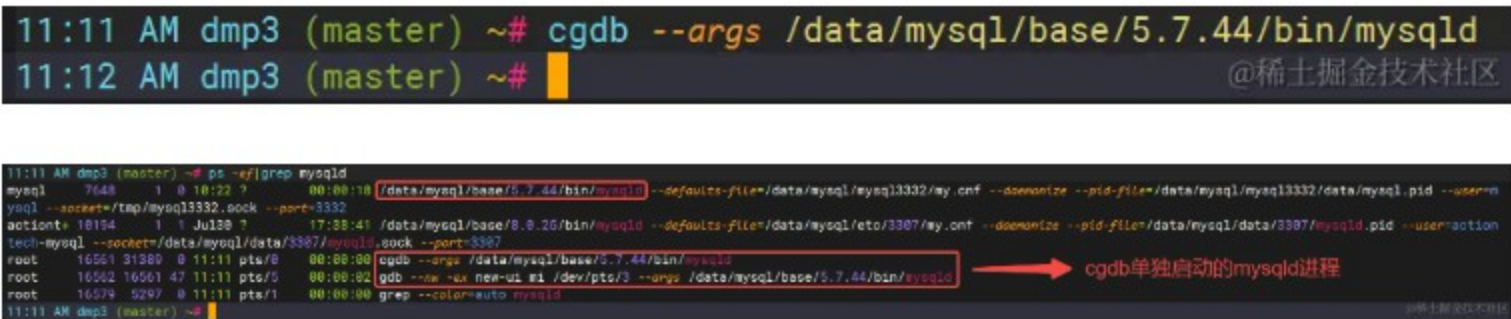 11:11 AM dmp3 (master) ~# cgdb --args /data/mysql/base/5.7.44/bin/mysqld
11:12 AM dmp3 (master) ~#
@稀土掘金技术社区
11:11 AM dmp3 (master) ~# ps -ef|grep mysqld
mysql 7648 1 0 10:22 ? 00:00:18 /data/mysql/base/5.7.44/bin/mysqld --defaults-file=/data/mysql/mysql3332/my.cnf --daemonize --pid-file=/data/mysql/mysql3332/data/mysql.pid --user=m
ysql --socket=/tmp/mysql3332.sock --port=3332
actiont+ 10194 1 1 Jul30 ? 17:38:41 /data/mysql/base/8.0.26/bin/mysqld --defaults-file=/data/mysql/etc/3307/my.cnf --daemonize --pid-file=/data/mysql/data/3307/mysqld.pid --user=action
tech-mysql --socket=/data/mysql/data/3307/mysqld.sock --port=3307
root 16561 31389 0 11:11 pts/0 00:00:00 cgdb --args /data/mysql/base/5.7.44/bin/mysqld
root 16562 16561 47 11:11 pts/5 00:00:02 gdb --nw -ex new-ui mi /dev/pts/3 --args /data/mysql/base/5.7.44/bin/mysqld
cgdb单独启动的mysqld进程
root 16579 5297 0 11:11 pts/1 00:00:00 grep --color=auto mysqld
11:11 AM dmp3 (master) ~#
@稀土掘金技术社区